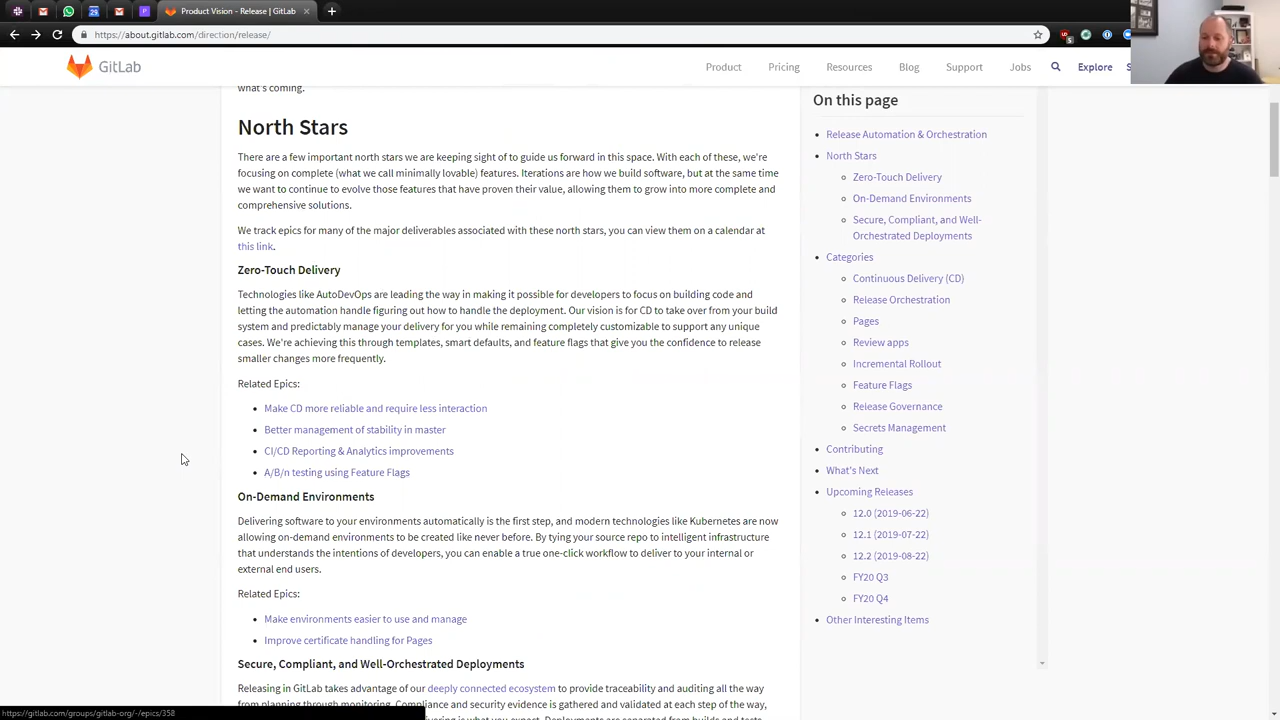 Product Vision - Release | GitLab
https://about.gitlab.com/direction/release/
GitLab
Product
Pricing
Resources
Blog
Support
Jobs
Explore
what's coming.
North Stars
There are a few important north stars we are keeping sight of to guide us forward in this space. With each of these, we're
focusing on complete (what we call minimally lovable) features. Iterations are how we build software, but at the same time
we want to continue to evolve those features that have proven their value, allowing them to grow into more complete and
comprehensive solutions.
We track epics for many of the major deliverables associated with these north stars, you can view them on a calendar at
this link.
Zero-Touch Delivery
Technologies like AutoDevOps are leading the way in making it possible for developers to focus on building code and
letting the automation handle figuring out how to handle the deployment. Our vision is for CD to take over from your build
system and predictably manage your delivery for you while remaining completely customizable to support any unique
cases. We're achieving this through templates, smart defaults, and feature flags that give you the confidence to release
smaller changes more frequently.
Related Epics:
Make CD more reliable and require less interaction
Better management of stability in master
CI/CD Reporting & Analytics improvements
A/B/n testing using Feature Flags
On-Demand Environments
Delivering software to your environments automatically is the first step, and modern technologies like Kubernetes are now
allowing on-demand environments to be created like never before. By tying your source repo to intelligent infrastructure
that understands the intentions of developers, you can enable a true one-click workflow to deliver to your internal or
external end users.
Related Epics:
Make environments easier to use and manage
Improve certificate handling for Pages
Secure, Compliant, and Well-Orchestrated Deployments
Releasing in GitLab takes advantage of our deeply connected ecosystem to provide traceability and auditing all the way
from planning through monitoring. Compliance and security evidence is gathered and validated at each step of the way,
https://gitlab.com/groups/gitlab-org/-/epics/358
On this page
Release Automation & Orchestration
North Stars
Zero-Touch Delivery
On-Demand Environments
Secure, Compliant, and Well-
Orchestrated Deployments
Categories
Continuous Delivery (CD)
Release Orchestration
Pages
Review apps
Incremental Rollout
Feature Flags
Release Governance
Secrets Management
Contributing
What's Next
Upcoming Releases
12.0 (2019-06-22)
12.1 (2019-07-22)
12.2 (2019-08-22)
FY20 Q3
FY20 Q4
Other Interesting Items